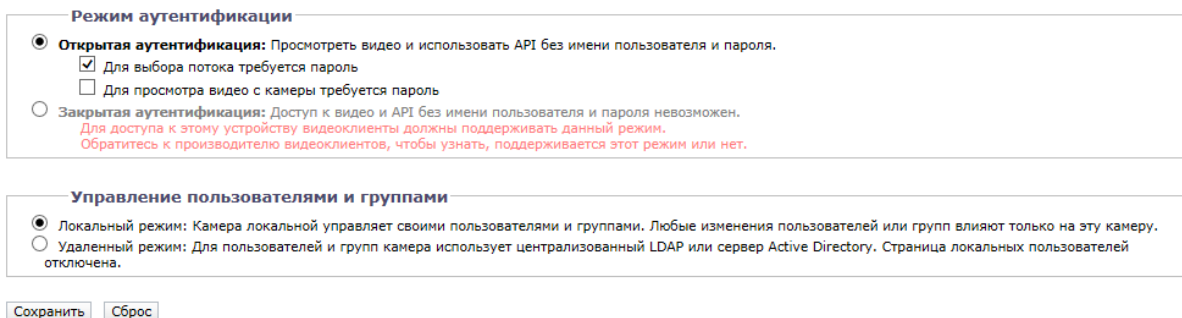 Режим аутентификации
Открытая аутентификация: Просмотреть видео и использовать API без имени пользователя и пароля.
Для выбора потока требуется пароль
Для просмотра видео с камеры требуется пароль
Закрытая аутентификация: Доступ к видео и API без имени пользователя и пароля невозможен.
Для доступа к этому устройству видеоклиенты должны поддерживать данный режим.
Обратитесь к производителю видеоклиентов, чтобы узнать, поддерживается этот режим или нет.
Управление пользователями и группами
Локальный режим: Камера локальной управляет своими пользователями и группами. Любые изменения пользователей или групп влияют только на эту камеру.
Удаленный режим: Для пользователей и групп камера использует централизованный LDAP или сервер Active Directory. Страница локальных пользователей
отключена.
Сохранить Сброс